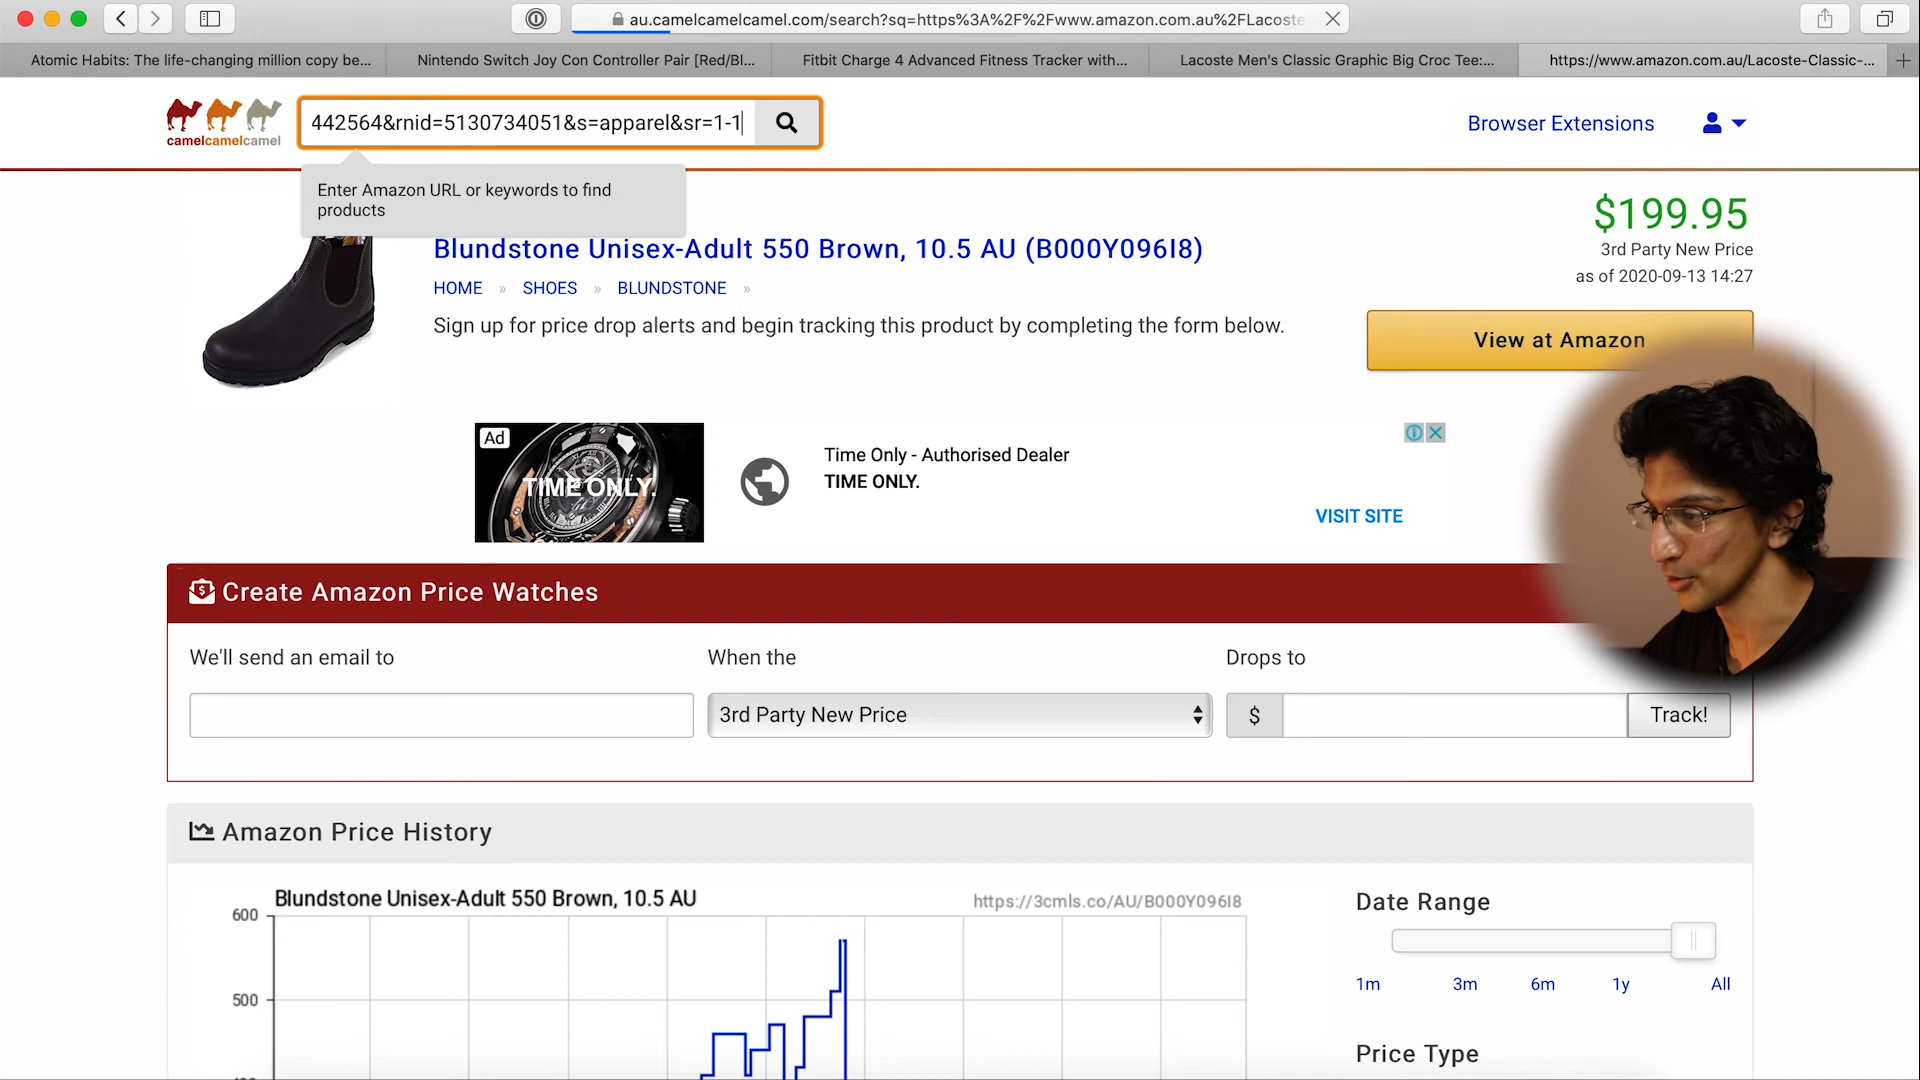 au.camelcamelcamel.com/search?sq=https%3A%2F%2Fwww.amazon.com.au%2FLacoste
Atomic Habits: The life-changing million copy be...
Nintendo Switch Joy Con Controller Pair [Red/Bl...
Fitbit Charge 4 Advanced Fitness Tracker with...
Lacoste Men's Classic Graphic Big Croc Tee:...
https://www.amazon.com.au/Lacoste-Classic-...
camelcamelcamel
442564&rnid=5130734051&s=apparel&sr=1-1
Browser Extensions
Enter Amazon URL or keywords to find
products
$199.95
3rd Party New Price
as of 2020-09-13 14:27
Blundstone Unisex-Adult 550 Brown, 10.5 AU (B000Y096I8)
HOME » SHOES » BLUNDSTONE »
Sign up for price drop alerts and begin tracking this product by completing the form below.
View at Amazon
Ad
TIME ONLY.
Time Only - Authorised Dealer
TIME ONLY.
VISIT SITE
Create Amazon Price Watches
We'll send an email to
When the
Drops to
3rd Party New Price
$
Track!
Amazon Price History
Blundstone Unisex-Adult 550 Brown, 10.5 AU
https://3cmls.co/AU/B000Y096I8
600
500
Date Range
1m 3m 6m 1y All
Price Type